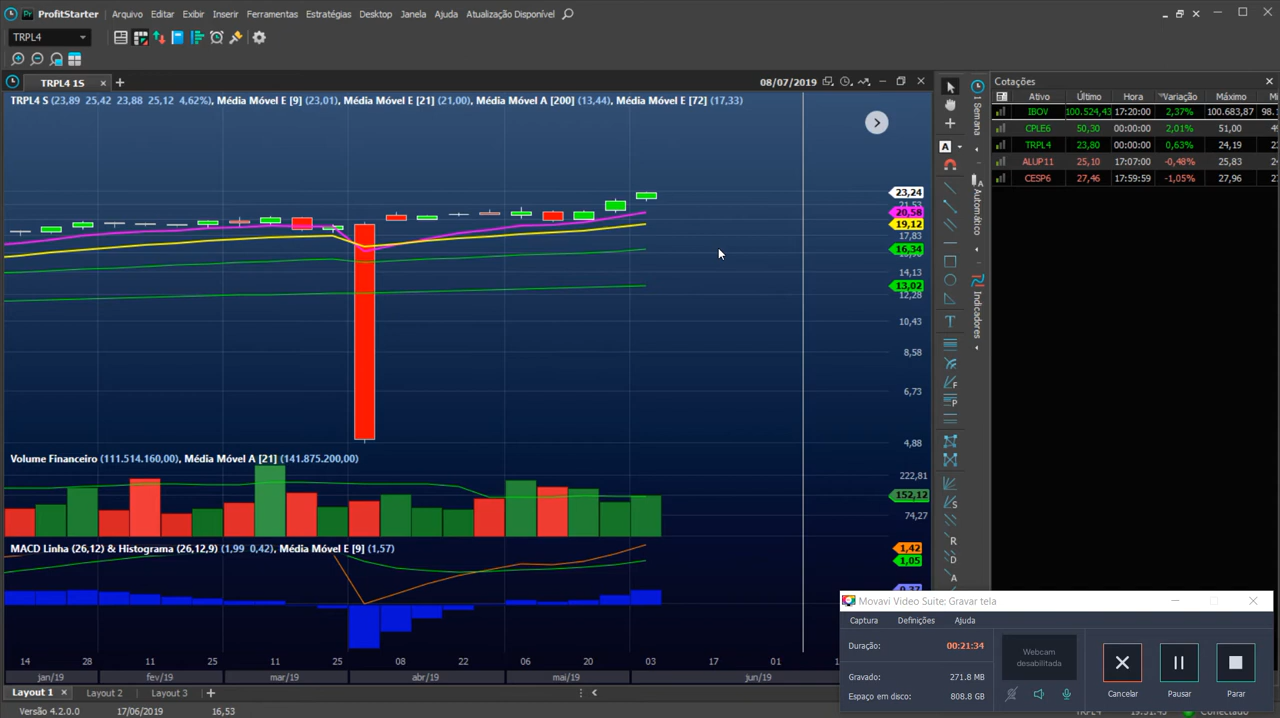 ProfitStarter Arquivo Editar Exibir Inserir Ferramentas Estratégias Desktop Janela Ajuda Atualização Disponível
TRPL4
TRPL4 1S
08/07/2019
TRPL4 S (23,89 25,42 23,88 25,12 4,62%), Média Móvel E [9] (23,01), Média Móvel E [21] (21,00), Média Móvel A [200] (13,44), Média Móvel E [72] (17,33)
23,24
21,53
20,58
19,12
17,83
16,34
14,13
13,02
12,28
10,43
8,58
6,73
4,88
Volume Financeiro (111.514.160,00), Média Móvel A [21] (141.875.200,00)
222,81
152,12
74,27
MACD Linha (26,12) & Histograma (26,12,9) (1,99 0,42), Média Móvel E [9] (1,57)
1,42
1,05
14 28 11 25 11 25 08 22 06 20 03 17 01
jan/19 fev/19 mar/19 abr/19 mai/19 jun/19
Layout 1 Layout 2 Layout 3
Versão 4.2.0.0 17/06/2019 16,53
1 Semana
A
Automático
Indicadores
A
T
F
P
S
R
D
A
Cotações
Ativo Último Hora Variação Máximo
IBOV 100.524,43 17:20:00 2,37% 100.683,87
CPLE6 50,30 00:00:00 2,01% 51,00
TRPL4 23,80 00:00:00 0,63% 24,19
ALUP11 25,10 17:07:00 -0,48% 25,83
CESP6 27,46 17:59:59 -1,05% 27,96
Movavi Video Suite: Gravar tela
Captura Definições Ajuda
Duração: 00:21:34
Gravado: 271.8 MB
Espaço em disco: 808.8 GB
Webcam
desabilitada
Cancelar Pausar Parar